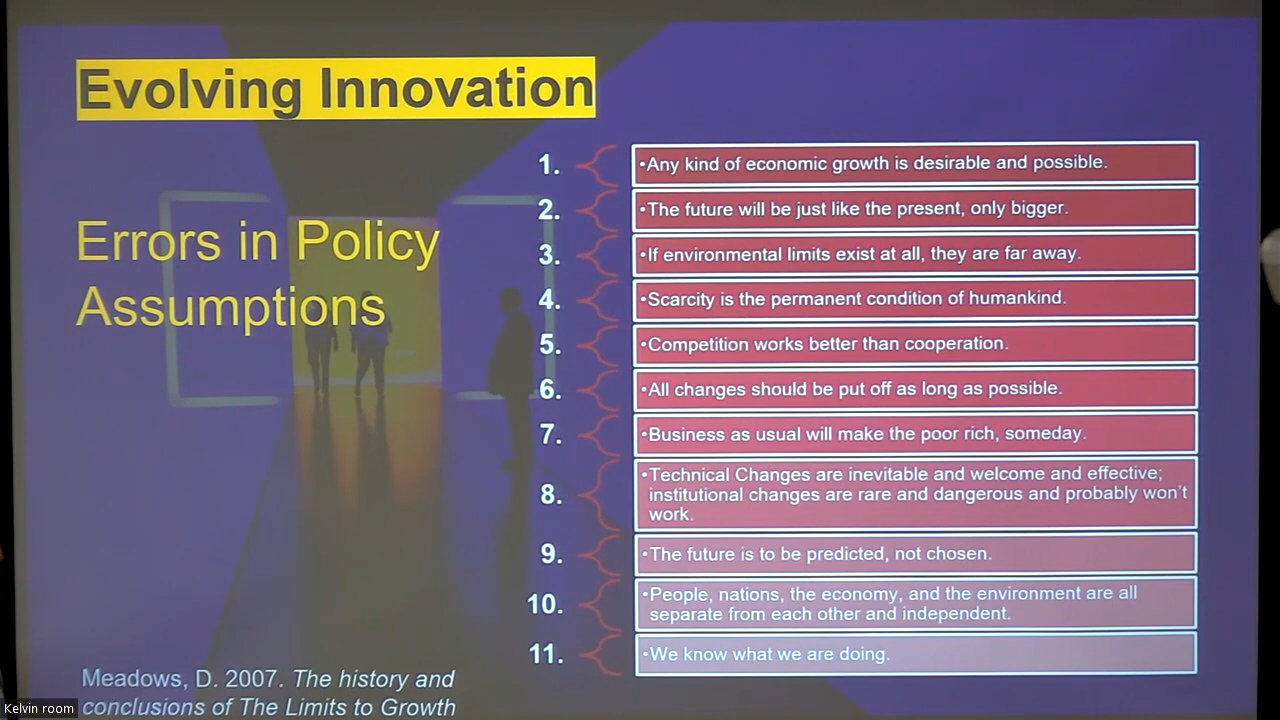 Evolving Innovation
Errors in Policy
Assumptions
1.
•Any kind of economic growth is desirable and possible.
2.
•The future will be just like the present, only bigger.
3.
•If environmental limits exist at all, they are far away.
4.
•Scarcity is the permanent condition of humankind.
5.
•Competition works better than cooperation.
6.
•All changes should be put off as long as possible.
7.
•Business as usual will make the poor rich, someday.
8.
•Technical Changes are inevitable and welcome and effective;
institutional changes are rare and dangerous and probably won't
work.
9.
•The future is to be predicted, not chosen.
10.
•People, nations, the economy, and the environment are all
separate from each other and independent.
11.
•We know what we are doing.
Meadows, D. 2007. The history and
conclusions of The Limits to Growth
Kelvin room